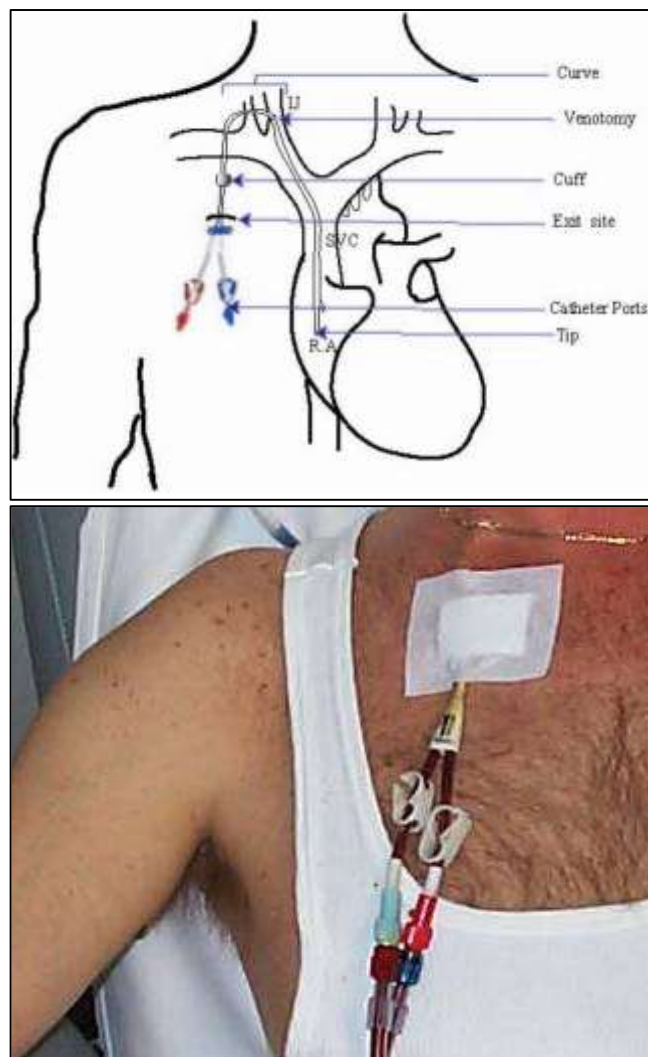 Curve
IJ
Venotomy
Cuff
Exit site
SVC
Catheter Ports
R.A
Tip